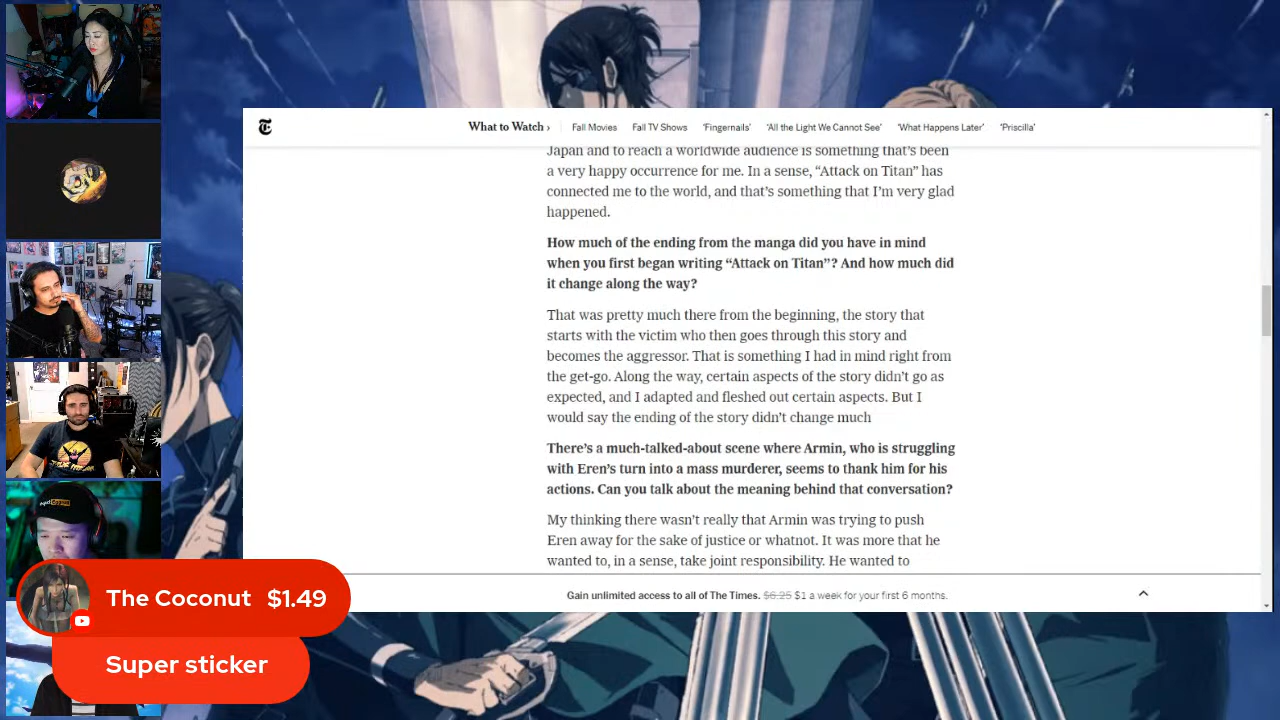 What to Watch › Fall Movies Fall TV Shows 'Fingernails' 'All the Light We Cannot See' 'What Happens Later' 'Priscilla'
Japan and to reach a worldwide audience is something that's been
a very happy occurrence for me. In a sense, “Attack on Titan” has
connected me to the world, and that's something that I'm very glad
happened.
How much of the ending from the manga did you have in mind
when you first began writing “Attack on Titan”? And how much did
it change along the way?
That was pretty much there from the beginning, the story that
starts with the victim who then goes through this story and
becomes the aggressor. That is something I had in mind right from
the get-go. Along the way, certain aspects of the story didn't go as
expected, and I adapted and fleshed out certain aspects. But I
would say the ending of the story didn't change much
There's a much-talked-about scene where Armin, who is struggling
with Eren's turn into a mass murderer, seems to thank him for his
actions. Can you talk about the meaning behind that conversation?
My thinking there wasn't really that Armin was trying to push
Eren away for the sake of justice or whatnot. It was more that he
wanted to, in a sense, take joint responsibility. He wanted to
Gain unlimited access to all of The Times. $6.25 $1 a week for your first 6 months.
The Coconut $1.49
Super sticker